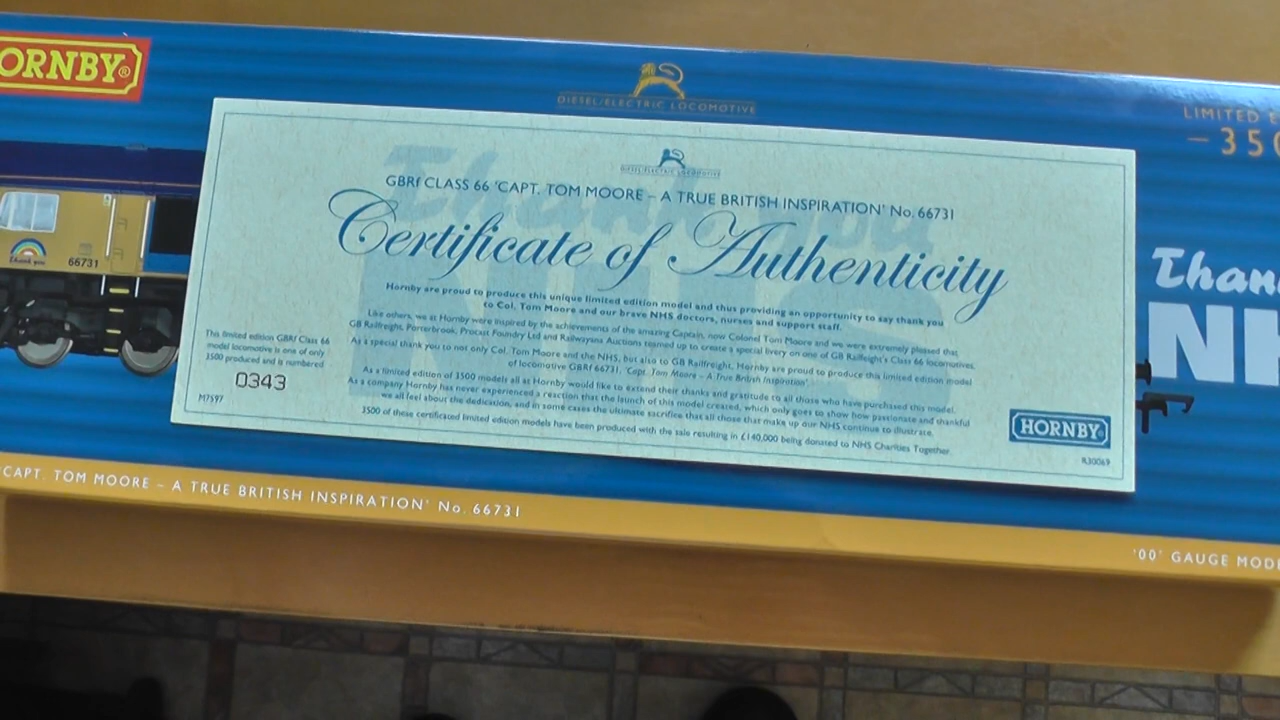 ORNBY®
DIESEL/ELECTRIC LOCOMOTIVE
LIMITED E
- 350
Thank you
66731
Than
NH
Thank you
NHS
DIESEL/ELECTRIC LOCOMOTIVE
GBRf CLASS 66 'CAPT. TOM MOORE – A TRUE BRITISH INSPIRATION' No. 66731
Certificate of Authenticity
Hornby are proud to produce this unique limited edition model and thus providing an opportunity to say thank you
to Col. Tom Moore and our brave NHS doctors, nurses and support staff.
Like others, we at Hornby were inspired by the achievements of the amazing Captain, now Colonel Tom Moore and we were extremely pleased that
GB Railfreight, Porterbrook, Procast Foundry Ltd and Railwayana Auctions teamed up to create a special livery on one of GB Railfreight's Class 66 locomotives.
As a special thank you to not only Col. Tom Moore and the NHS, but also to GB Railfreight, Hornby are proud to produce this limited edition model
of locomotive GBRf 66731, 'Capt. Tom Moore – A True British Inspiration'.
As a limited edition of 3500 models all at Hornby would like to extend their thanks and gratitude to all those who have purchased this model.
As a company Hornby has never experienced a reaction that the launch of this model created, which only goes to show how passionate and thankful
we all feel about the dedication, and in some cases the ultimate sacrifice that all those that make up our NHS continue to illustrate.
3500 of these certificated limited edition models have been produced with the sale resulting in £140,000 being donated to NHS Charities Together
This limited edition GBRf Class 66
model locomotive is one of only
3500 produced and is numbered
0343
M7597
HORNBY®
R30069
'CAPT. TOM MOORE – A TRUE BRITISH INSPIRATION' No. 66731
'00' GAUGE MODE